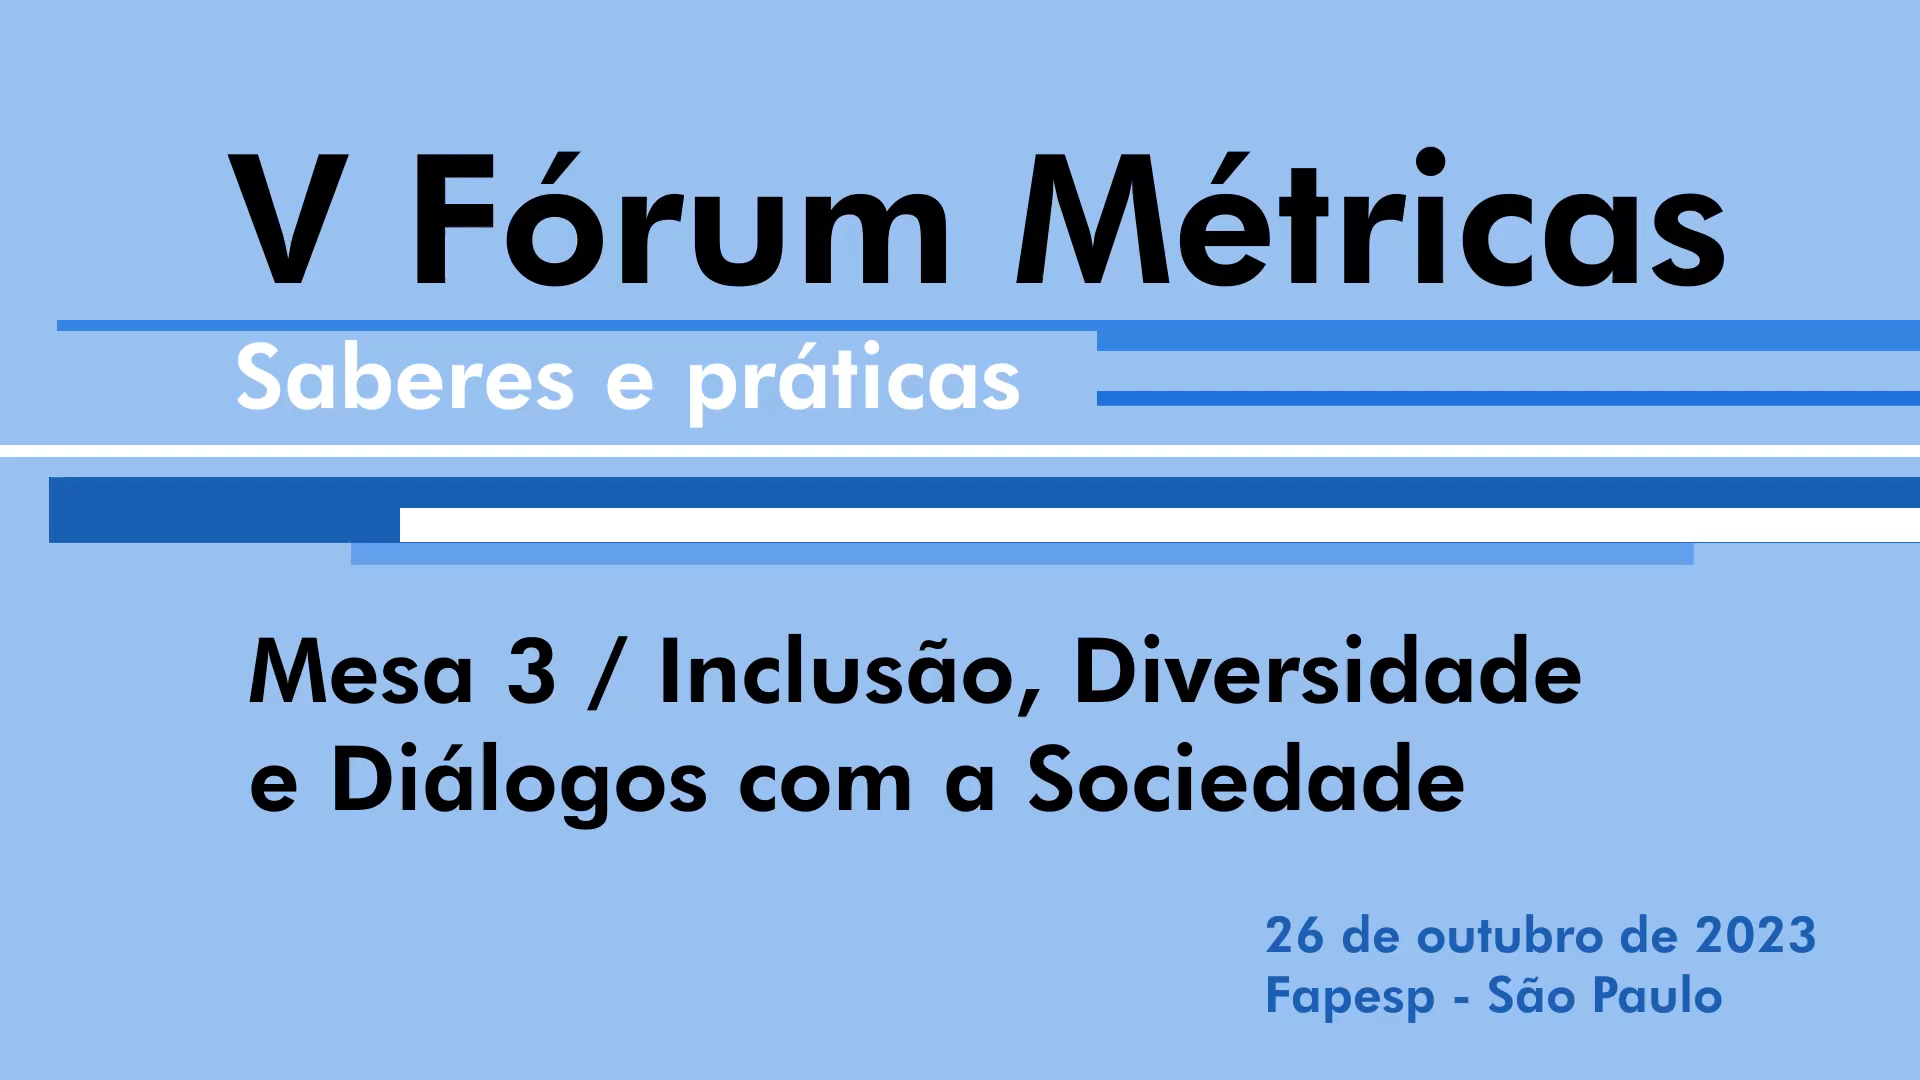 V Fórum Métricas
Saberes e práticas
Mesa 3 / Inclusão, Diversidade
e Diálogos com a Sociedade
26 de outubro de 2023
Fapesp - São Paulo